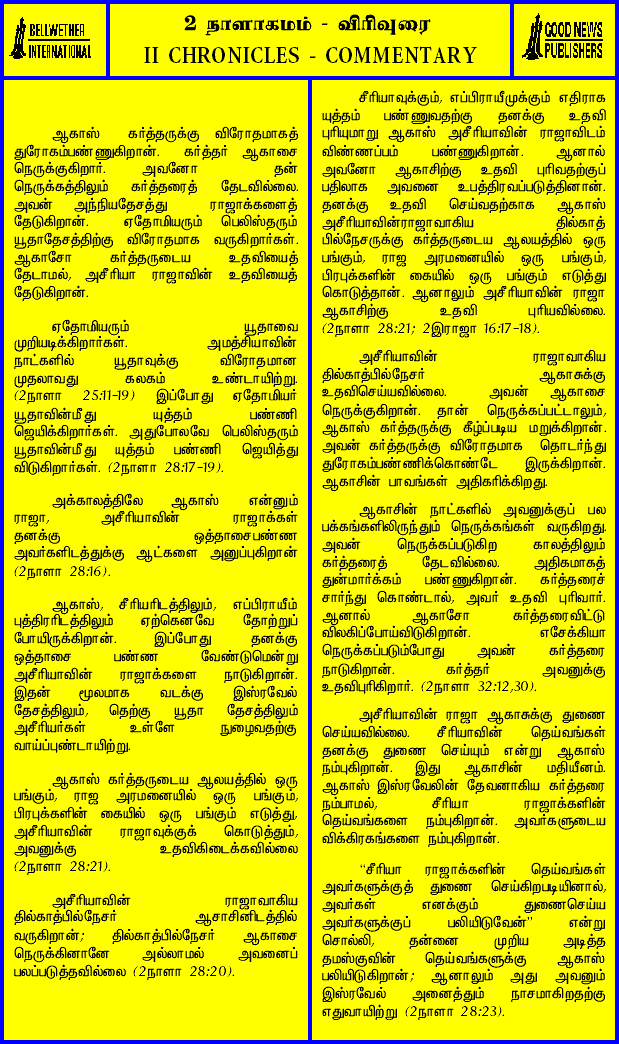 BELLWETHER
INTERNATIONAL
2 நாளாகமம் - விரிவுரை
II CHRONICLES - COMMENTARY
GOOD NEWS
PUBLISHERS
ஆகாஸ் கர்த்தருக்கு விரோதமாகத்
துரோகம்பண்ணுகிறான். கர்த்தர் ஆகாசை
நெருக்குகிறார். அவனோ தன்
நெருக்கத்திலும் கர்த்தரைத் தேடவில்லை.
அவன் அந்நியதேசத்து ராஜாக்களைத்
தேடுகிறான். ஏதோமியரும் பெலிஸ்தரும்
யூதாதேசத்திற்கு விரோதமாக வருகிறார்கள்.
ஆகாசோ கர்த்தருடைய உதவியைத்
தேடாமல், அசீரியா ராஜாவின் உதவியைத்
தேடுகிறான்.
ஏதோமியரும் யூதாவை
முறியடிக்கிறார்கள். அமத்சியாவின்
நாட்களில் யூதாவுக்கு விரோதமான
முதலாவது கலகம் உண்டாயிற்று.
(2நாளா 25:11-19) இப்போது ஏதோமியர்
யூதாவின்மீது யுத்தம் பண்ணி
ஜெயிக்கிறார்கள். அதுபோலவே பெலிஸ்தரும்
யூதாவின்மீது யுத்தம் பண்ணி ஜெயித்து
விடுகிறார்கள். (2நாளா 28:17-19).
அக்காலத்திலே ஆகாஸ் என்னும்
ராஜா, அசீரியாவின் ராஜாக்கள்
தனக்கு ஒத்தாசைபண்ண
அவர்களிடத்துக்கு ஆட்களை அனுப்புகிறான்
(2நாளா 28:16).
ஆகாஸ், சீரியரிடத்திலும், எப்பிராயீம்
புத்திரரிடத்திலும் ஏற்கெனவே தோற்றுப்
போயிருக்கிறான். இப்போது தனக்கு
ஒத்தாசை பண்ண வேண்டுமென்று
அசீரியாவின் ராஜாக்களை நாடுகிறான்.
இதன் மூலமாக வடக்கு இஸ்ரவேல்
தேசத்திலும், தெற்கு யூதா தேசத்திலும்
அசீரியர்கள் உள்ளே நுழைவதற்கு
வாய்ப்புண்டாயிற்று.
ஆகாஸ் கர்த்தருடைய ஆலயத்தில் ஒரு
பங்கும், ராஜ அரமனையில் ஒரு பங்கும்,
பிரபுக்களின் கையில் ஒரு பங்கும் எடுத்து,
அசீரியாவின் ராஜாவுக்குக் கொடுத்தும்,
அவனுக்கு உதவிகிடைக்கவில்லை
(2நாளா 28:21).
அசீரியாவின் ராஜாவாகிய
தில்காத்பில்நேசர் ஆசாசினிடத்தில்
வருகிறான்; தில்காத்பில்நேசர் ஆகாசை
நெருக்கினானே அல்லாமல் அவனைப்
பலப்படுத்தவில்லை (2நாளா 28:20).
சீரியாவுக்கும், எப்பிராயீமுக்கும் எதிராக
யுத்தம் பண்ணுவதற்கு தனக்கு உதவி
புரியுமாறு ஆகாஸ் அசீரியாவின் ராஜாவிடம்
விண்ணப்பம் பண்ணுகிறான். ஆனால்
அவனோ ஆகாசிற்கு உதவி புரிவதற்குப்
பதிலாக அவனை உபத்திரவப்படுத்தினான்.
தனக்கு உதவி செய்வதற்காக ஆகாஸ்
அசீரியாவின்ராஜாவாகிய தில்காத்
பில்நேசருக்கு கர்த்தருடைய ஆலயத்தில் ஒரு
பங்கும், ராஜ அரமனையில் ஒரு பங்கும்,
பிரபுக்களின் கையில் ஒரு பங்கும் எடுத்து
கொடுத்தான். ஆனாலும் அசீரியாவின் ராஜா
ஆகாசிற்கு உதவி புரியவில்லை.
(2நாளா 28:21; 2இராஜா 16:17-18).
அசீரியாவின் ராஜாவாகிய
தில்காத்பில்நேசர் ஆகாசுக்கு
உதவிசெய்யவில்லை. அவன் ஆகாசை
நெருக்குகிறான். தான் நெருக்கப்பட்டாலும்,
ஆகாஸ் கர்த்தருக்கு கீழ்ப்படிய மறுக்கிறான்.
அவன் கர்த்தருக்கு விரோதமாக தொடர்ந்து
துரோகம்பண்ணிக்கொண்டே இருக்கிறான்.
ஆகாசின் பாவங்கள் அதிகரிக்கிறது.
ஆகாசின் நாட்களில் அவனுக்குப் பல
பக்கங்களிலிருந்தும் நெருக்கங்கள் வருகிறது.
அவன் நெருக்கப்படுகிற காலத்திலும்
கர்த்தரைத் தேடவில்லை. அதிகமாகத்
துன்மார்க்கம் பண்ணுகிறான். கர்த்தரைச்
சார்ந்து கொண்டால், அவர் உதவி புரிவார்.
ஆனால் ஆகாசோ கர்த்தரைவிட்டு
விலகிப்போய்விடுகிறான். எசேக்கியா
நெருக்கப்படும்போது அவன் கர்த்தரை
நாடுகிறான். கர்த்தர் அவனுக்கு
உதவிபுரிகிறார். (2நாளா 32:12,30).
அசீரியாவின் ராஜா ஆகாசுக்கு துணை
செய்யவில்லை. சீரியாவின் தெய்வங்கள்
தனக்கு துணை செய்யும் என்று ஆகாஸ்
நம்புகிறான். இது ஆகாசின் மதியீனம்.
ஆகாஸ் இஸ்ரவேலின் தேவனாகிய கர்த்தரை
நம்பாமல், சீரியா ராஜாக்களின்
தெய்வங்களை நம்புகிறான். அவர்களுடைய
விக்கிரகங்களை நம்புகிறான்.
“சீரியா ராஜாக்களின் தெய்வங்கள்
அவர்களுக்குத் துணை செய்கிறபடியினால்,
அவர்கள் எனக்கும் துணைசெய்ய
அவர்களுக்குப் பலியிடுவேன்” என்று
சொல்லி, தன்னை முறிய அடித்த
தமஸ்குவின் தெய்வங்களுக்கு ஆகாஸ்
பலியிடுகிறான்; ஆனாலும் அது அவனும்
இஸ்ரவேல் அனைத்தும் நாசமாகிறதற்கு
எதுவாயிற்று (2நாளா 28:23).